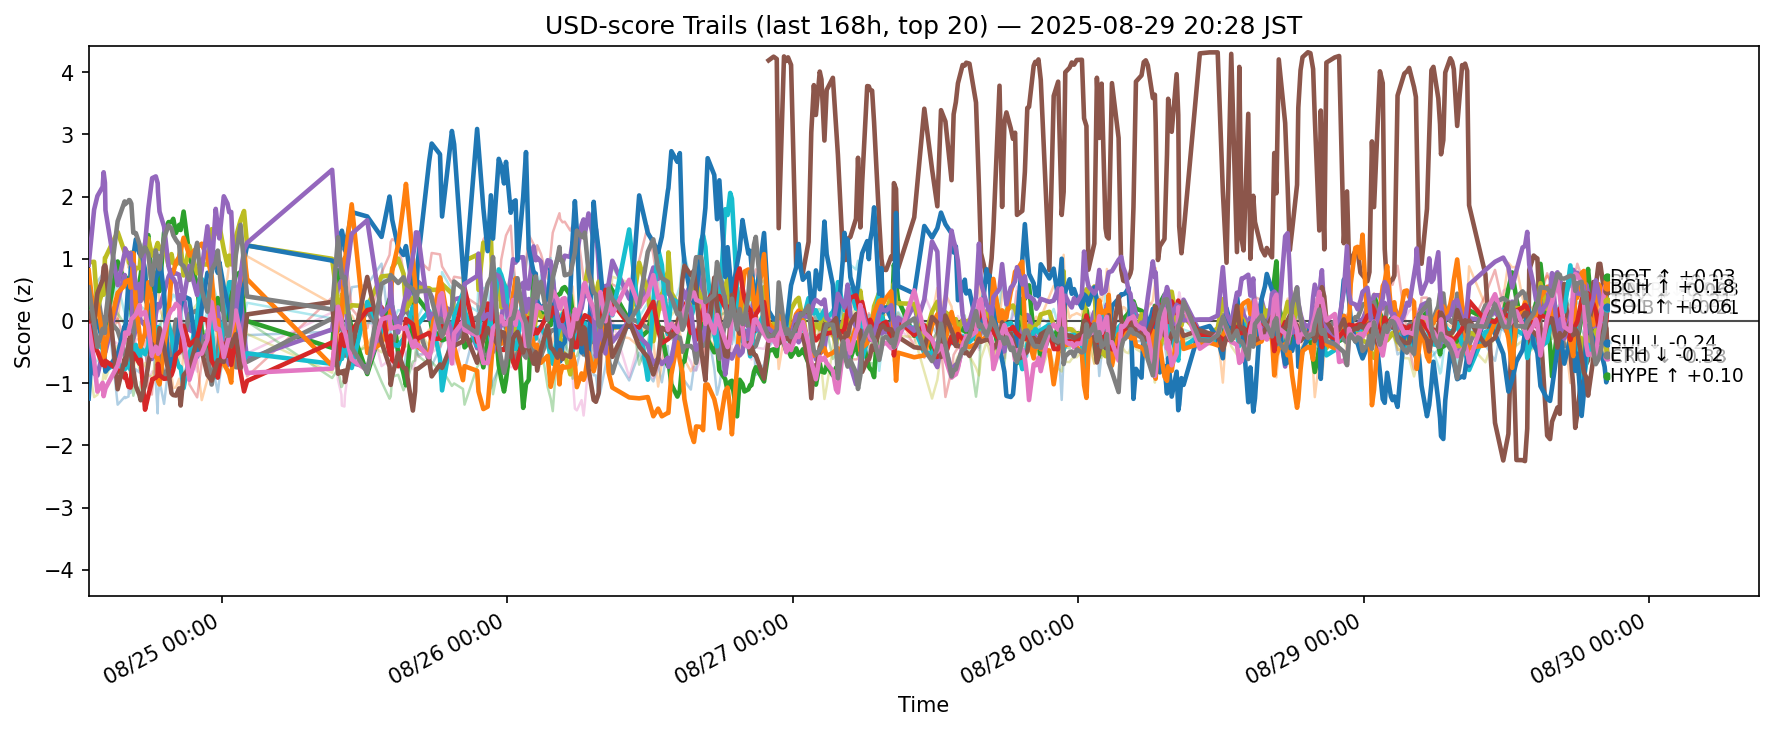 USD-score Trails (last 168h, top 20) — 2025-08-29 20:28 JST
Score (z)
4
3
2
1
0
−1
−2
−3
−4
DOT ↑ +0.03
BCH ↑ +0.18
SOL ↑ +0.06
SUI ↓ -0.24
ETH ↓ -0.12
HYPE ↑ +0.10
08/25 00:00
08/26 00:00
08/27 00:00
08/28 00:00
08/29 00:00
08/30 00:00
Time